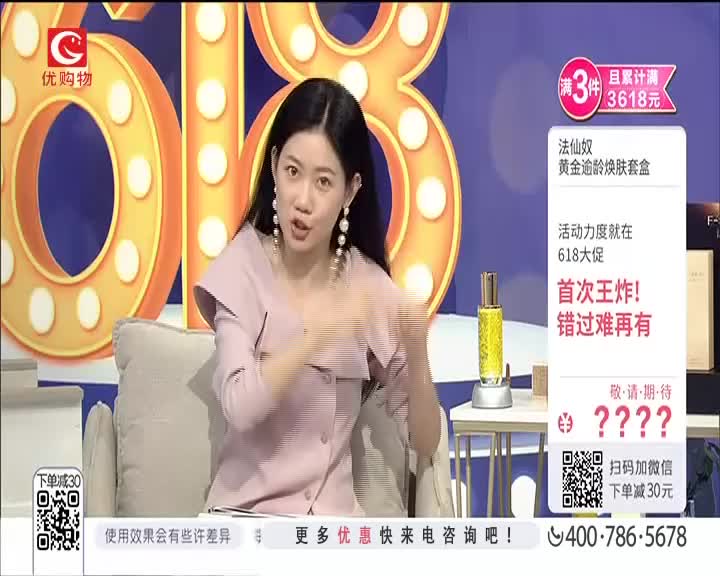 优购物
618
满3件
且累计满
3618元
法仙奴
黄金逾龄焕肤套盒
活动力度就在
618大促
首次王炸!
错过难再有
敬·请·期·待
¥ ????
扫码加微信
下单减30元
下单减30
使用效果会有些许差异
更多优惠快来电咨询吧!
400-786-5678